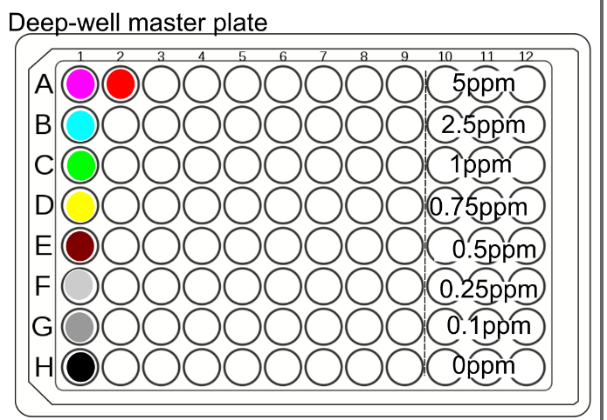 Deep-well master plate
1 2 3 4 5 6 7 8 9 10 11 12
A 5ppm
B 2.5ppm
C 1ppm
D 0.75ppm
E 0.5ppm
F 0.25ppm
G 0.1ppm
H 0ppm